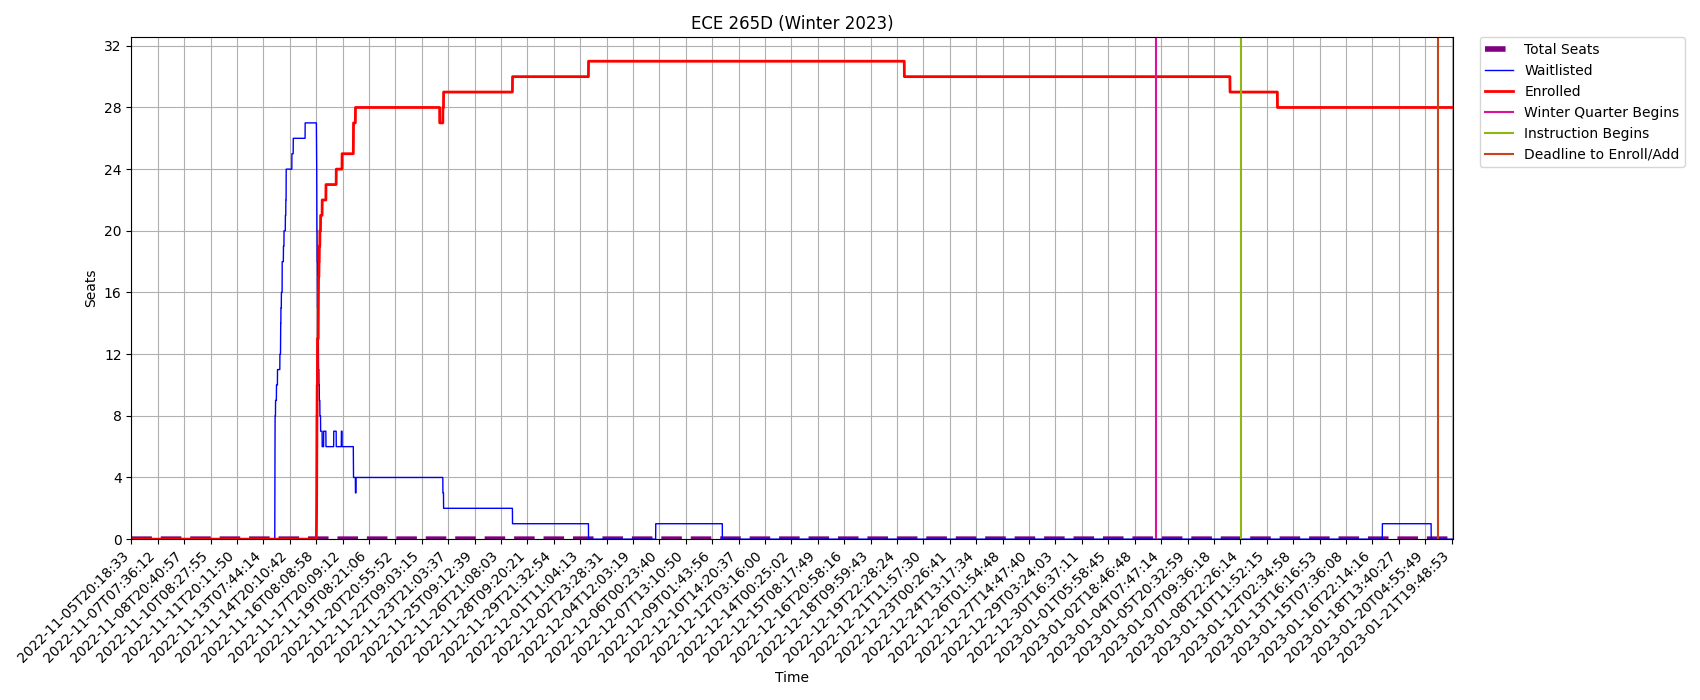 ECE 265D (Winter 2023)
Total Seats
Waitlisted
Enrolled
Winter Quarter Begins
Instruction Begins
Deadline to Enroll/Add
Seats
32
28
24
20
16
12
8
4
0
2022-11-05T20:18:33
2022-11-07T07:36:12
2022-11-08T20:40:57
2022-11-10T08:27:55
2022-11-11T20:11:50
2022-11-13T07:44:14
2022-11-14T20:10:42
2022-11-16T08:08:58
2022-11-17T20:09:12
2022-11-19T08:21:06
2022-11-20T20:55:52
2022-11-22T09:03:15
2022-11-23T21:03:37
2022-11-25T09:12:39
2022-11-26T21:08:03
2022-11-28T09:20:21
2022-11-29T21:32:54
2022-12-01T11:04:13
2022-12-02T23:28:31
2022-12-04T12:03:19
2022-12-06T00:23:40
2022-12-07T13:10:50
2022-12-09T01:43:56
2022-12-10T14:20:37
2022-12-12T03:16:00
2022-12-14T00:25:02
2022-12-15T08:17:49
2022-12-16T20:58:16
2022-12-18T09:59:43
2022-12-19T22:28:24
2022-12-21T11:57:30
2022-12-23T00:26:41
2022-12-24T13:17:34
2022-12-26T01:54:48
2022-12-27T14:47:40
2022-12-29T03:24:03
2022-12-30T16:37:11
2023-01-01T05:58:45
2023-01-02T18:46:48
2023-01-04T07:47:14
2023-01-05T20:32:59
2023-01-07T09:36:18
2023-01-08T22:26:14
2023-01-10T11:52:15
2023-01-12T02:34:58
2023-01-13T16:16:53
2023-01-15T07:36:08
2023-01-16T22:14:16
2023-01-18T13:40:27
2023-01-20T04:55:49
2023-01-21T19:48:53
Time